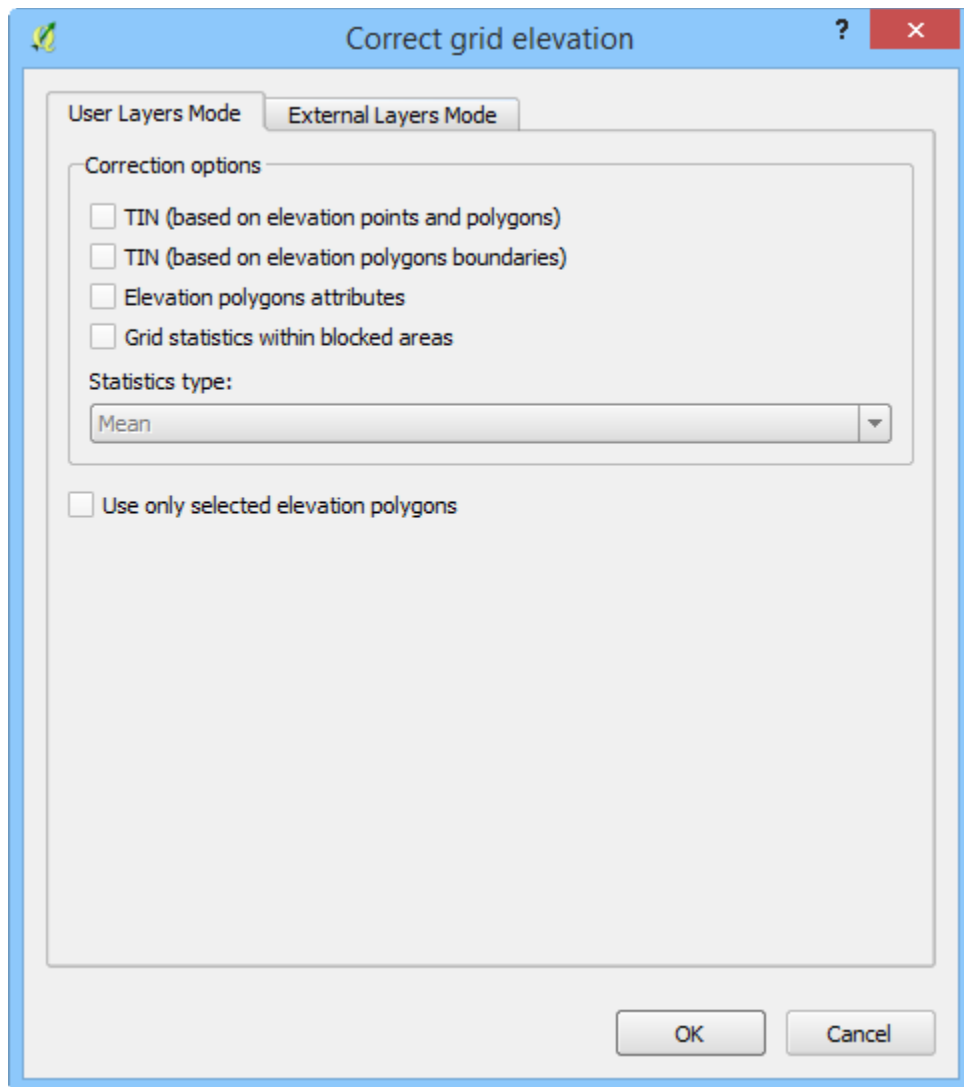 Correct grid elevation
?
User Layers Mode
External Layers Mode
Correction options
TIN (based on elevation points and polygons)
TIN (based on elevation polygons boundaries)
Elevation polygons attributes
Grid statistics within blocked areas
Statistics type:
Mean
Use only selected elevation polygons
OK
Cancel